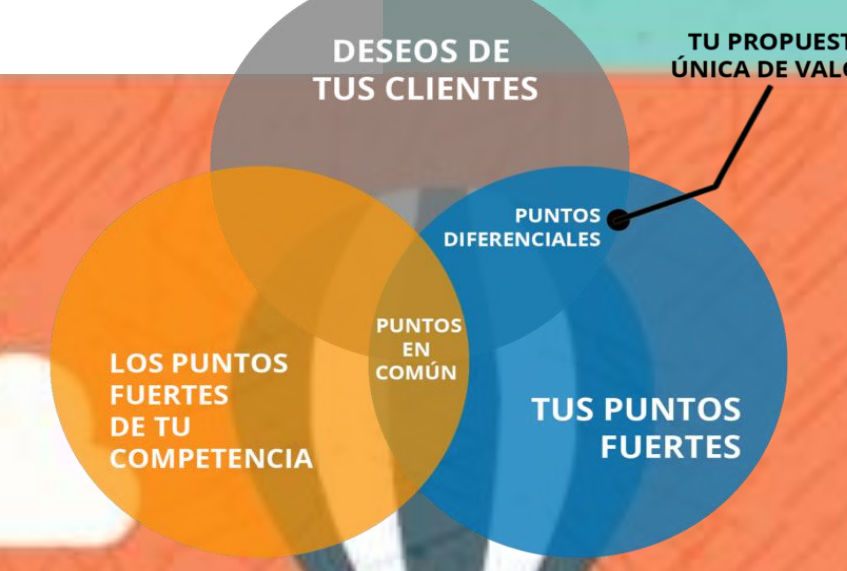 DESEOS DE
TUS CLIENTES
TU PROPUEST
ÚNICA DE VAL
PUNTOS
DIFERENCIALES
PUNTOS
EN
COMÚN
LOS PUNTOS
FUERTES
DE TU
COMPETENCIA
TUS PUNTOS
FUERTES